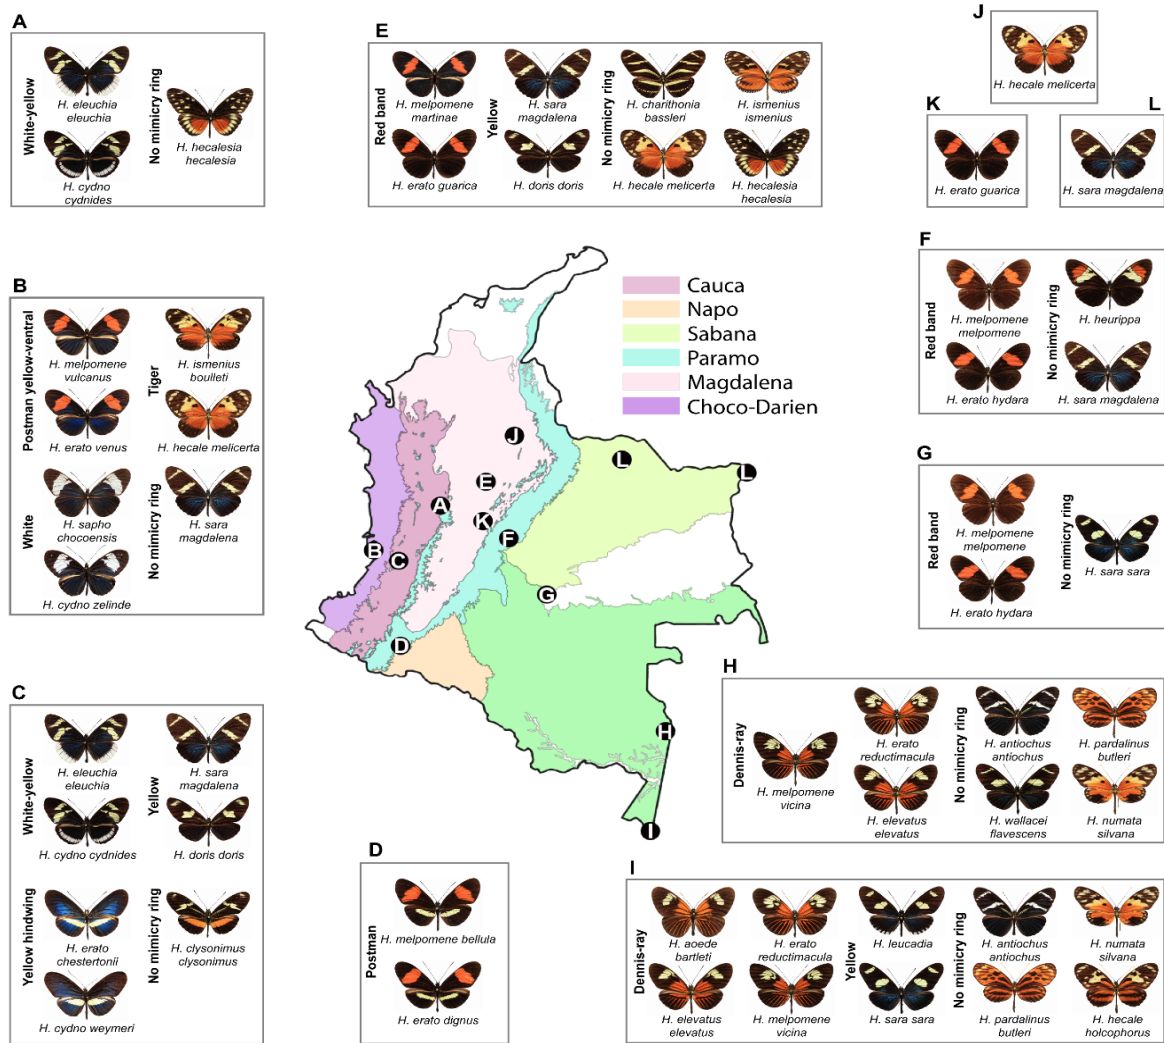 A
White-yellow
H. eleuchia
eleuchia
H. cydno
cydnides
No mimicry ring
H. hecalesia
hecalesia
E
Red band
H. melpomene
martinae
H. erato guarica
Yellow
H. sara
magdalena
H. doris doris
No mimicry ring
H. charithonia
bassleri
H. ismenius
ismenius
H. hecale melicerta
H. hecalesia
hecalesia
J
H. hecale melicerta
K
H. erato guarica
L
H. sara magdalena
B
Postman yellow-ventral
H. melpomene
vulcanus
H. erato venus
Tiger
H. ismenius
boulleti
H. hecale melicerta
White
H. sapho
chocoensis
H. cydno zelinde
No mimicry ring
H. sara
magdalena
Cauca
Napo
Sabana
Paramo
Magdalena
Choco-Darien
J
L
L
E
A
K
F
B
C
G
D
H
I
F
Red band
H. melpomene
melpomene
H. erato hydara
No mimicry ring
H. heurippa
H. sara magdalena
G
Red band
H. melpomene
melpomene
H. erato hydara
No mimicry ring
H. sara sara
C
White-yellow
H. eleuchia
eleuchia
H. cydno cydnides
Yellow
H. sara
magdalena
H. doris doris
Yellow hindwing
H. erato
chestertonii
H. cydno weymeri
No mimicry ring
H. clysonimus
clysonimus
D
Postman
H. melpomene bellula
H. erato dignus
H
Dennis-ray
H. melpomene
vicina
H. erato
reductimacula
H. elevatus
elevatus
No mimicry ring
H. antiochus
antiochus
H. pardalinus
butleri
H. wallacei
flavescens
H. numata
silvana
I
Dennis-ray
H. aoede
bartleti
H. erato
reductimacula
H. elevatus
elevatus
H. melpomene
vicina
Yellow
H. leucadia
H. sara sara
No mimicry ring
H. antiochus
antiochus
H. numata
silvana
H. pardalinus
butleri
H. hecale
holcophorus